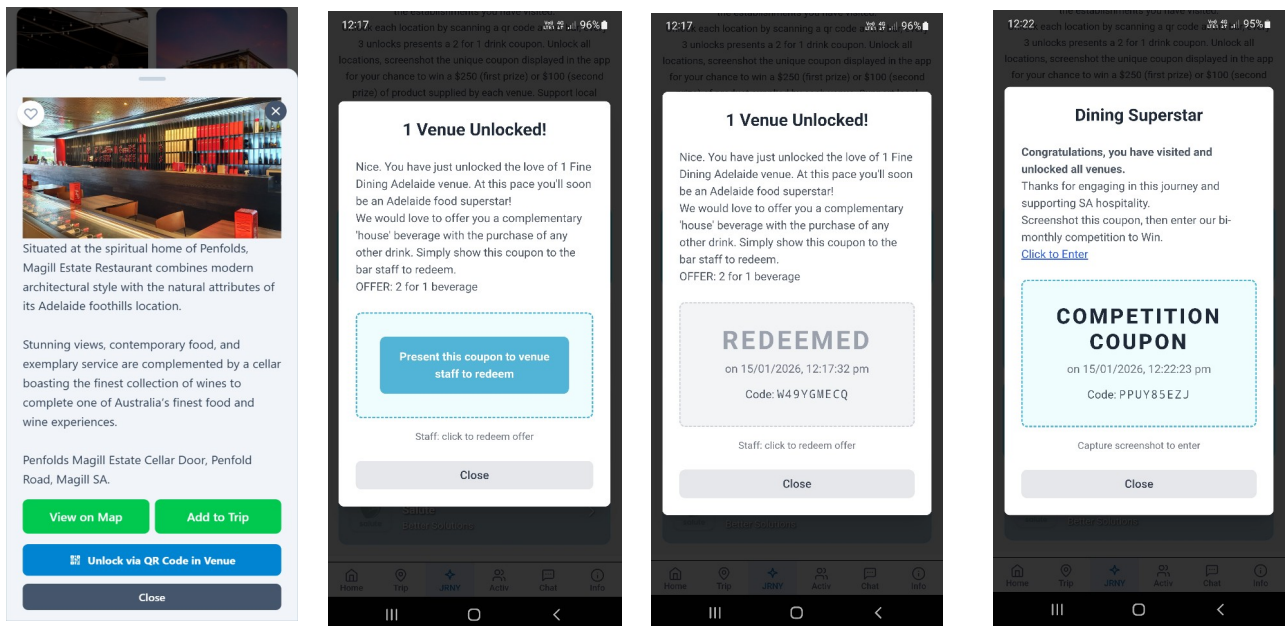 Situated at the spiritual home of Penfolds,
Magill Estate Restaurant combines modern
architectural style with the natural attributes of
its Adelaide foothills location.
Stunning views, contemporary food, and
exemplary service are complemented by a cellar
boasting the finest collection of wines to
complete one of Australia's finest food and
wine experiences.
Penfolds Magill Estate Cellar Door, Penfold
Road, Magill SA.
View on Map
Add to Trip
Unlock via QR Code in Venue
Close
12:17
96%
each location by scanning a qr code
3 unlocks presents a 2 for 1 drink coupon. Unlock all
locations, screenshot the unique coupon displayed in the app
for your chance to win a $250 (first prize) or $100 (second
prize) of product supplied by each venue. Support local
1 Venue Unlocked!
Nice. You have just unlocked the love of 1 Fine
Dining Adelaide venue. At this pace you'll soon
be an Adelaide food superstar!
We would love to offer you a complementary
'house' beverage with the purchase of any
other drink. Simply show this coupon to the
bar staff to redeem.
OFFER: 2 for 1 beverage
Present this coupon to venue
staff to redeem
Staff: click to redeem offer
Close
Better Solutions
Home
Trip
JRNY
Activ
Chat
Info
12:17
96%
each location by scanning a qr code
3 unlocks presents a 2 for 1 drink coupon. Unlock all
locations, screenshot the unique coupon displayed in the app
for your chance to win a $250 (first prize) or $100 (second
1 Venue Unlocked!
Nice. You have just unlocked the love of 1 Fine
Dining Adelaide venue. At this pace you'll soon
be an Adelaide food superstar!
We would love to offer you a complementary
'house' beverage with the purchase of any
other drink. Simply show this coupon to the
bar staff to redeem.
OFFER: 2 for 1 beverage
REDEEMED
on 15/01/2026, 12:17:32 pm
Code: W49YGMECQ
Staff: click to redeem offer
Close
Better Solutions
Home
Trip
JRNY
Activ
Chat
Info
12:22
95%
each location by scanning a qr code
3 unlocks presents a 2 for 1 drink coupon. Unlock all
locations, screenshot the unique coupon displayed in the app
for your chance to win a $250 (first prize) or $100 (second
Dining Superstar
Congratulations, you have visited and
unlocked all venues.
Thanks for engaging in this journey and
supporting SA hospitality.
Screenshot this coupon, then enter our bi-
monthly competition to Win.
Click to Enter
COMPETITION
COUPON
on 15/01/2026, 12:22:23 pm
Code: PPUY85EZJ
Capture screenshot to enter
Close
Better Solutions
Home
Trip
JRNY
Activ
Chat
Info